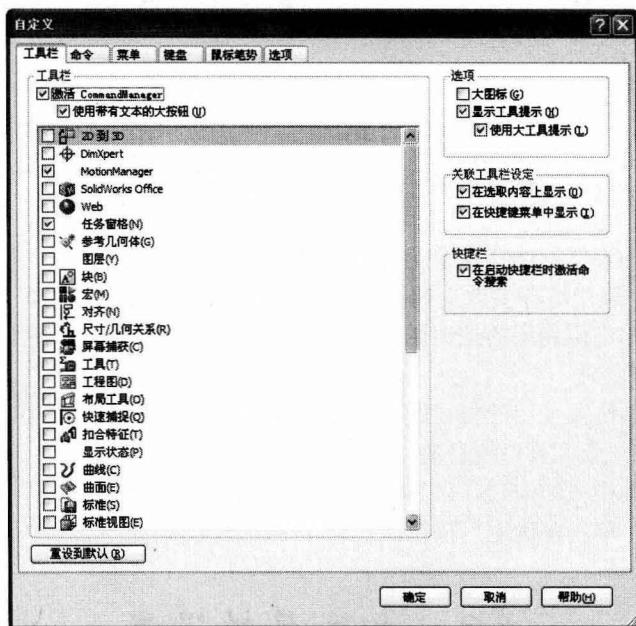 自定义
工具栏 命令 菜单 键盘 鼠标笔势 选项
工具栏
激活 CommandManager
使用带有文本的大按钮(U)
2D 到 3D
DimXpert
MotionManager
SolidWorks Office
Web
任务窗格(N)
参考几何体(G)
图层(Y)
块(B)
宏(M)
对齐(N)
尺寸/几何关系(R)
屏幕捕获(C)
工具(T)
工程图(D)
布局工具(O)
快速捕捉(Q)
扣合特征(T)
显示状态(P)
曲线(C)
曲面(E)
标准(S)
标准视图(E)
重设到默认(R)
选项
大图标(G)
显示工具提示(H)
使用大工具提示(L)
关联工具栏设定
在选取内容上显示(O)
在快捷键菜单中显示(I)
快捷栏
在启动快捷栏时激活命
令搜索
确定 取消 帮助(H)